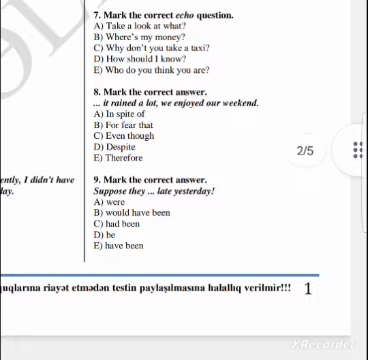 7. Mark the correct echo question.
A) Take a look at what?
B) Where's my money?
C) Why don't you take a taxi?
D) How should I know?
E) Who do you think you are?
8. Mark the correct answer.
... it rained a lot, we enjoyed our weekend.
A) In spite of
B) For fear that
C) Even though
D) Despite
E) Therefore
2/5
ently, I didn't have
lay.
9. Mark the correct answer.
Suppose they ... late yesterday!
A) were
B) would have been
C) had been
D) be
E) have been
uqlarına riayət etmədən testin paylaşılmasına halallıq verilmir!!! 1
XRecorder